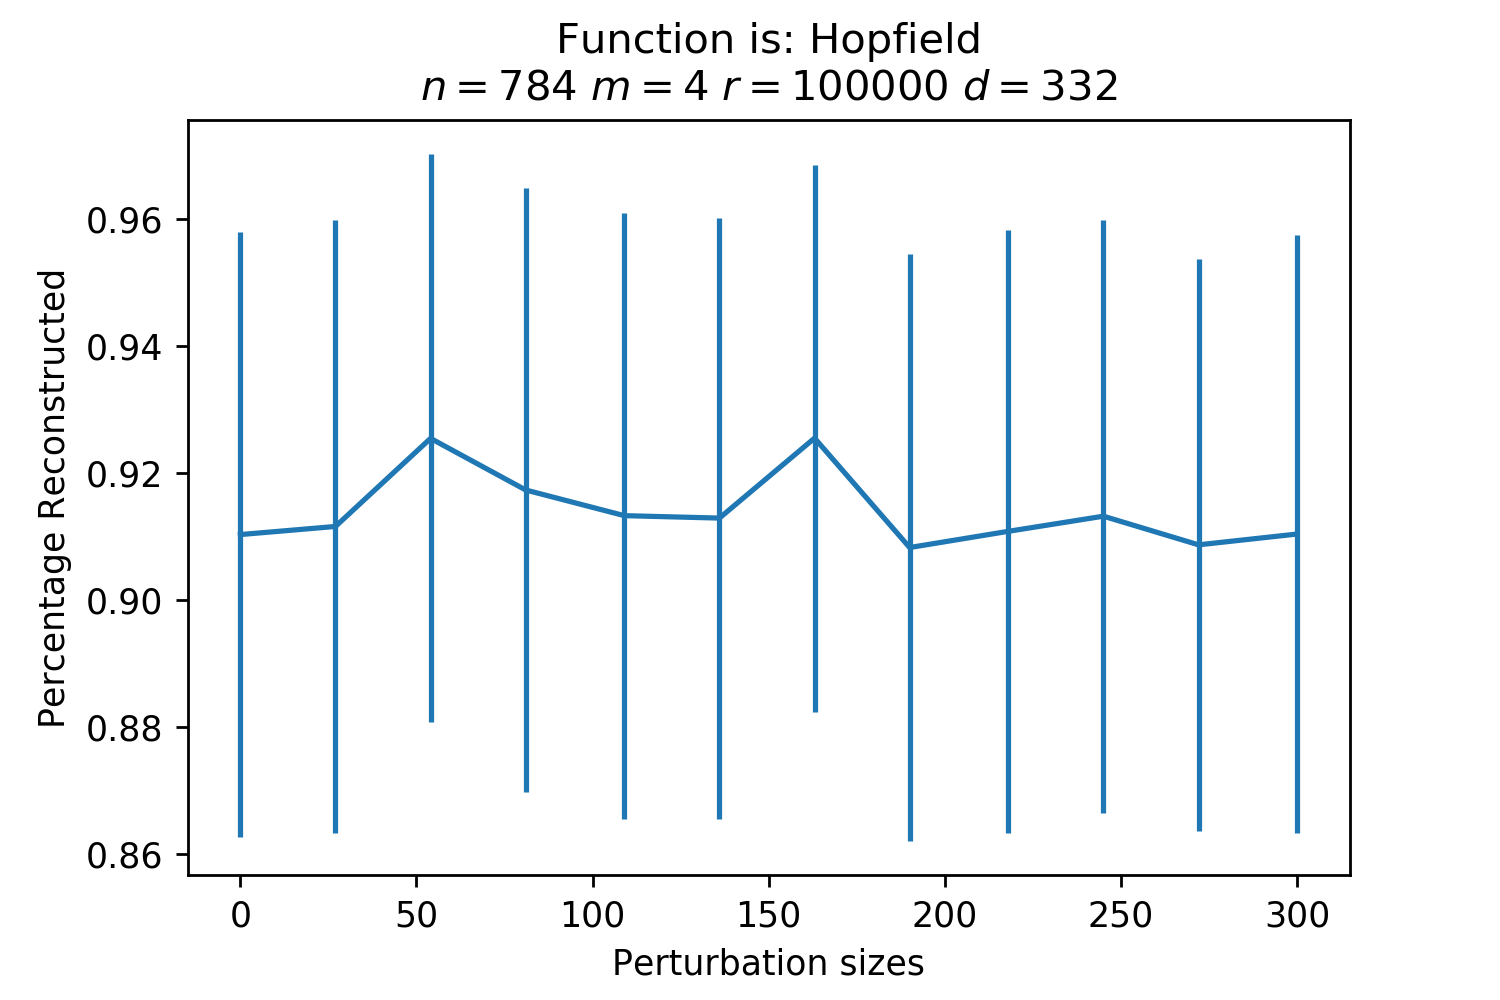 Function is: Hopfield
n = 784 m = 4 r = 100000 d = 332
Percentage Reconstructed
0.96
0.94
0.92
0.90
0.88
0.86
0 50 100 150 200 250 300
Perturbation sizes